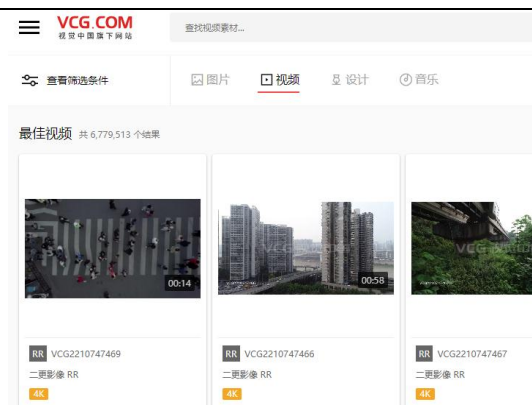 VCG.COM
视觉中国旗下网站
查找视频素材...
查看筛选条件
图片 视频 设计 音乐
最佳视频 共 6,779,513 个结果
00:14
00:58
RR VCG2210747469
RR VCG2210747466
RR VCG2210747467
二更影像 RR
二更影像 RR
二更影像 RR
4K
4K
4K